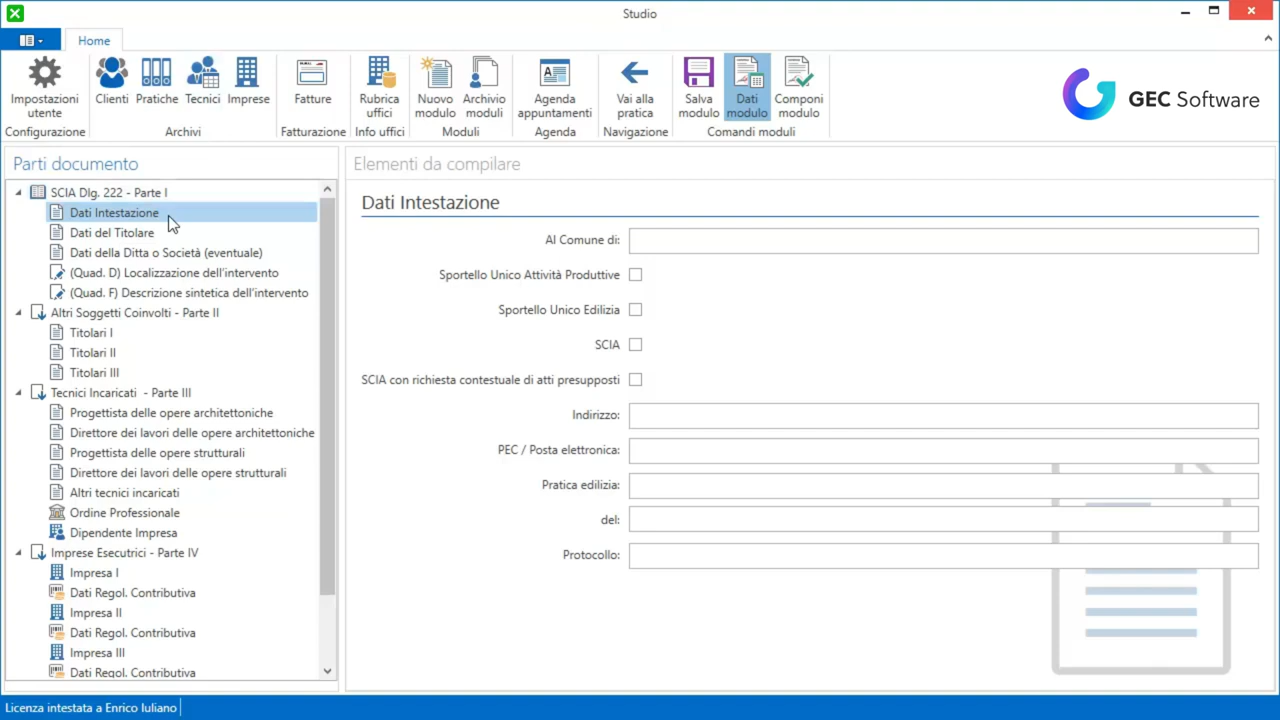 Studio
Home
Impostazioni utente
Clienti
Pratiche
Tecnici
Imprese
Fatture
Rubrica uffici
Nuovo modulo
Archivio moduli
Agenda appuntamenti
Vai alla pratica
Salva modulo
Dati modulo
Componi modulo
Configurazione
Archivi
Fatturazione
Info uffici
Moduli
Agenda
Navigazione
Comandi moduli
GEC Software
Parti documento
SCIA Dlg. 222 - Parte I
Dati Intestazione
Dati del Titolare
Dati della Ditta o Società (eventuale)
(Quad. D) Localizzazione dell'intervento
(Quad. F) Descrizione sintetica dell'intervento
Altri Soggetti Coinvolti - Parte II
Titolari I
Titolari II
Titolari III
Tecnici Incaricati - Parte III
Progettista delle opere architettoniche
Direttore dei lavori delle opere architettoniche
Progettista delle opere strutturali
Direttore dei lavori delle opere strutturali
Altri tecnici incaricati
Ordine Professionale
Dipendente Impresa
Imprese Esecutrici - Parte IV
Impresa I
Dati Regol. Contributiva
Impresa II
Dati Regol. Contributiva
Impresa III
Dati Regol. Contributiva
Elementi da compilare
Dati Intestazione
Al Comune di:
Sportello Unico Attività Produttive
Sportello Unico Edilizia
SCIA
SCIA con richiesta contestuale di atti presupposti
Indirizzo:
PEC / Posta elettronica:
Pratica edilizia:
del:
Protocollo:
Licenza intestata a Enrico Iuliano